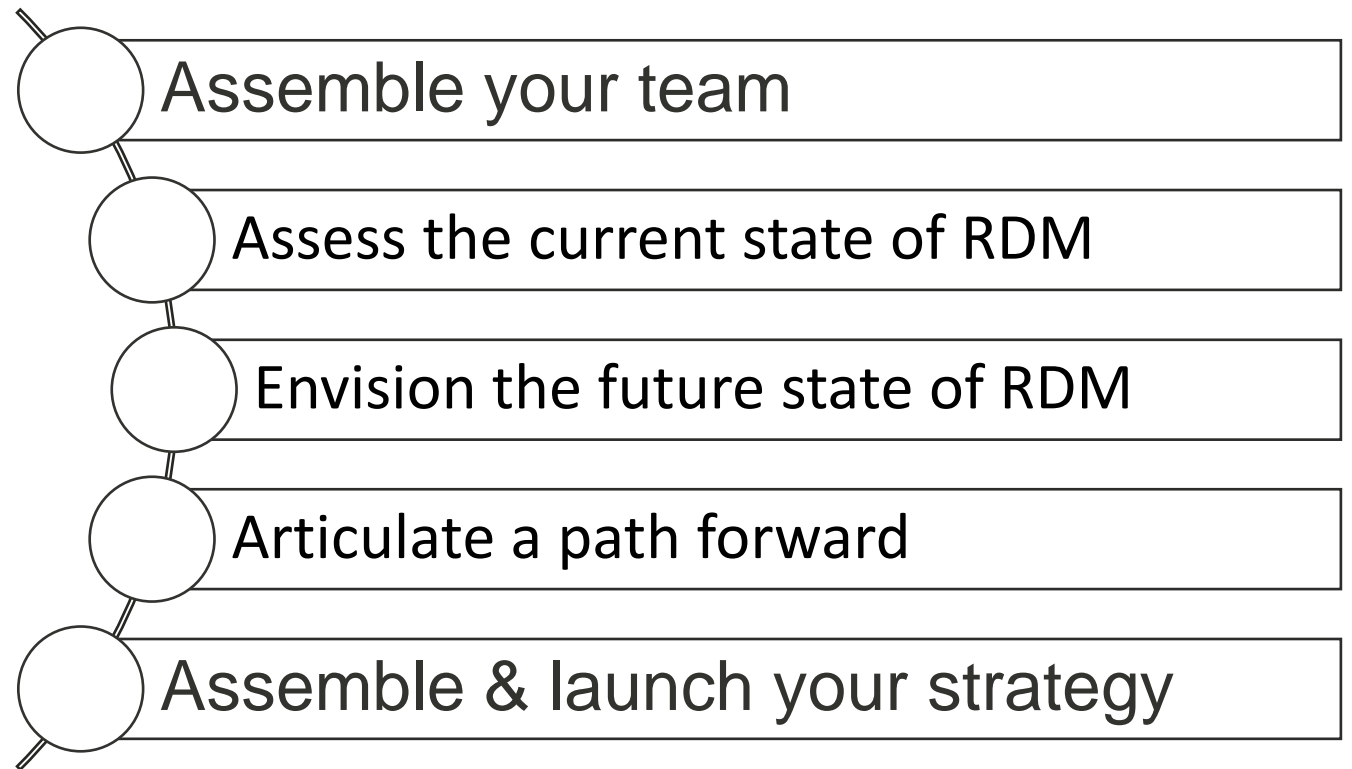 Assemble your team
Assess the current state of RDM
Envision the future state of RDM
Articulate a path forward
Assemble & launch your strategy